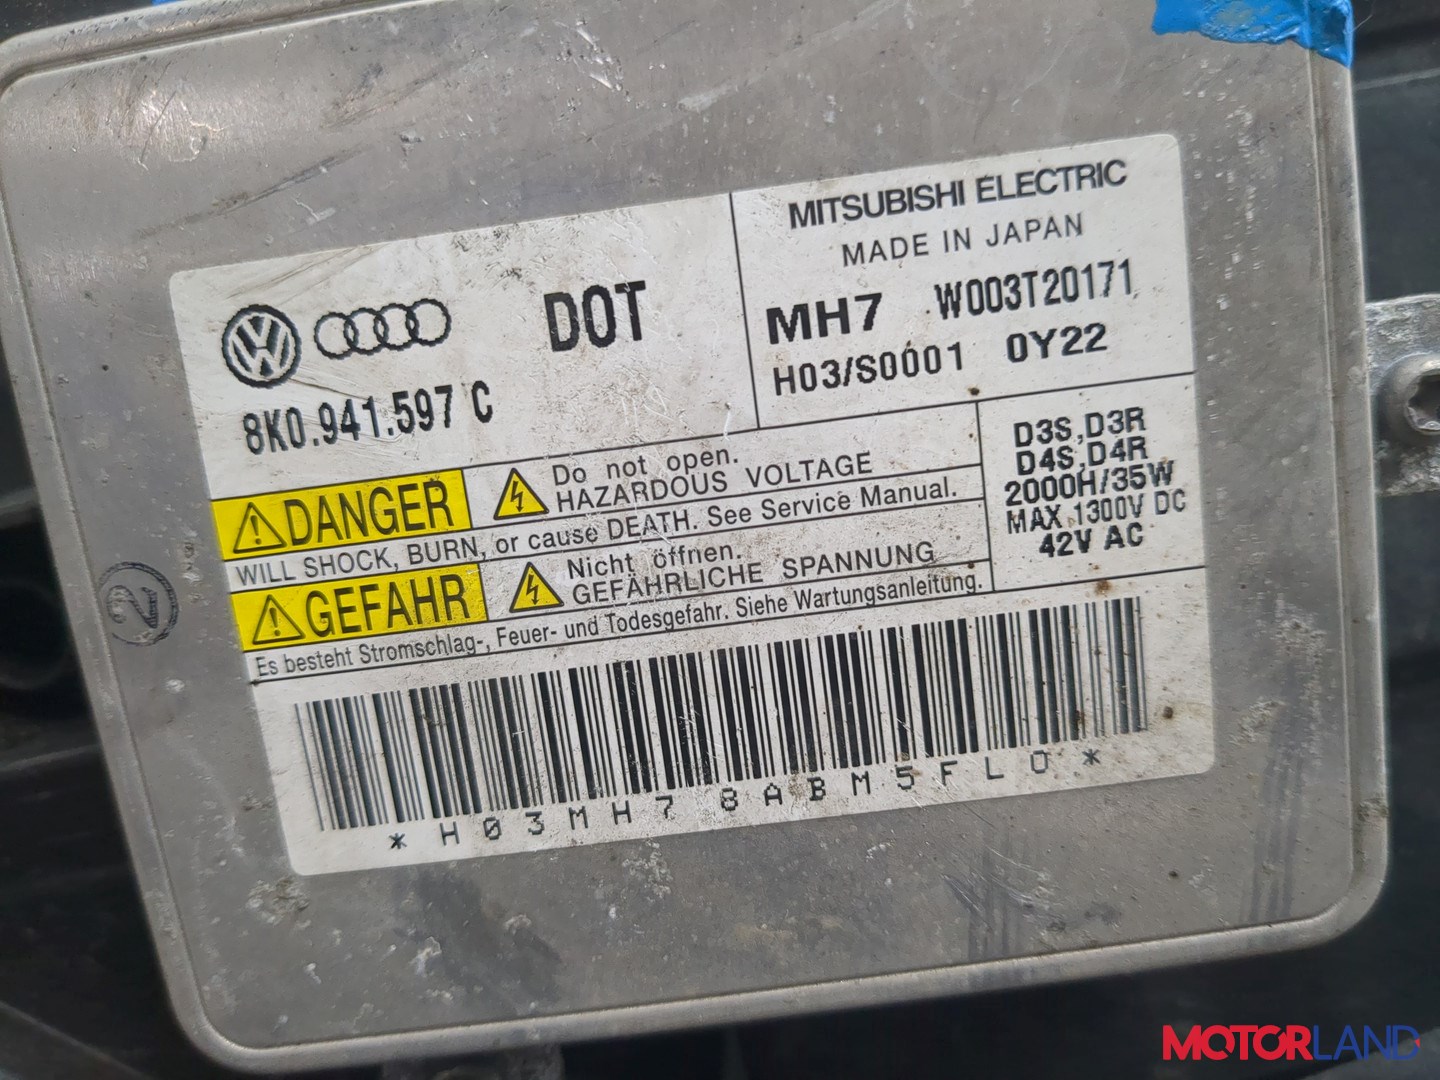 MITSUBISHI ELECTRIC
MADE IN JAPAN
DOT
MH7 W003T20171
H03/S0001 0Y22
8K0.941.597 C
D3S,D3R
D4S,D4R
2000H/35W
MAX 1300V DC
42V AC
DANGER
Do not open.
HAZARDOUS VOLTAGE
WILL SHOCK, BURN, or cause DEATH. See Service Manual.
GEFAHR
Nicht öffnen.
GEFÄHRLICHE SPANNUNG
Es besteht Stromschlag-, Feuer- und Todesgefahr. Siehe Wartungsanleitung.
*H03MH78ABM5FL0*
2
MOTORLAND